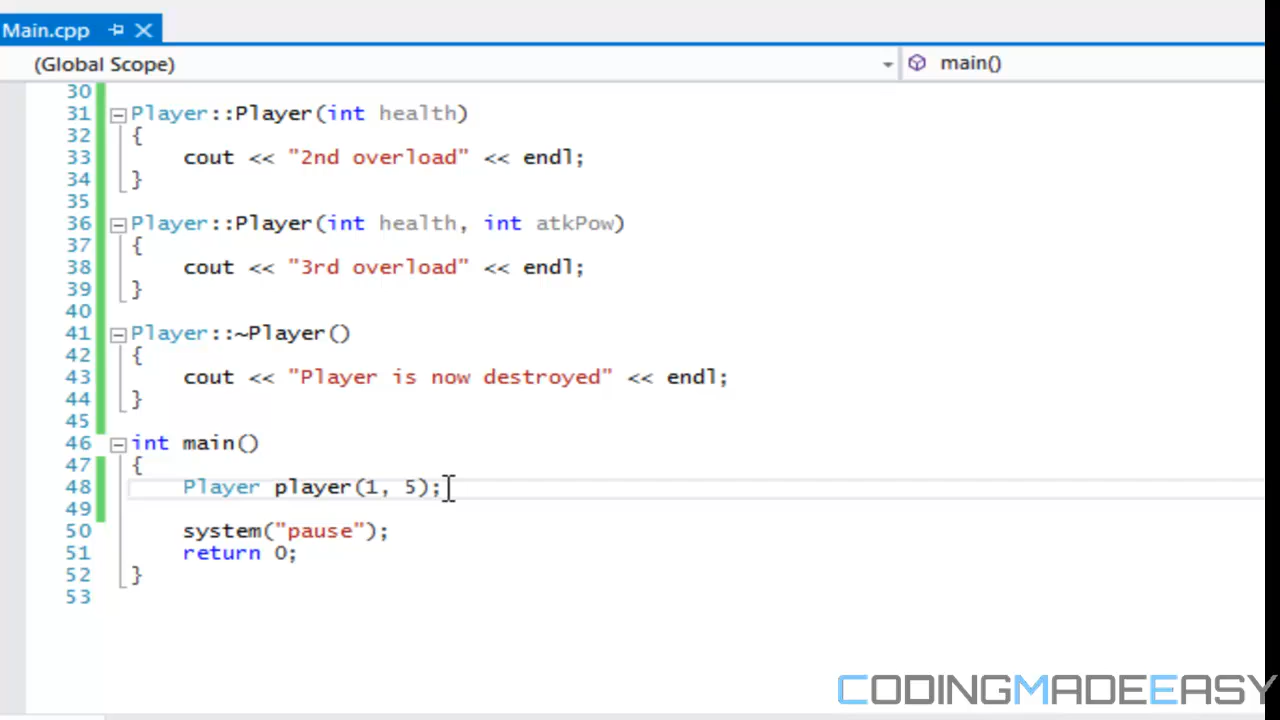 Main.cpp
(Global Scope) main()
30
31 Player::Player(int health)
32 {
33 cout << "2nd overload" << endl;
34 }
35
36 Player::Player(int health, int atkPow)
37 {
38 cout << "3rd overload" << endl;
39 }
40
41 Player::~Player()
42 {
43 cout << "Player is now destroyed" << endl;
44 }
45
46 int main()
47 {
48 Player player(1, 5);
49
50 system("pause");
51 return 0;
52 }
53
CODINGMADEEASY